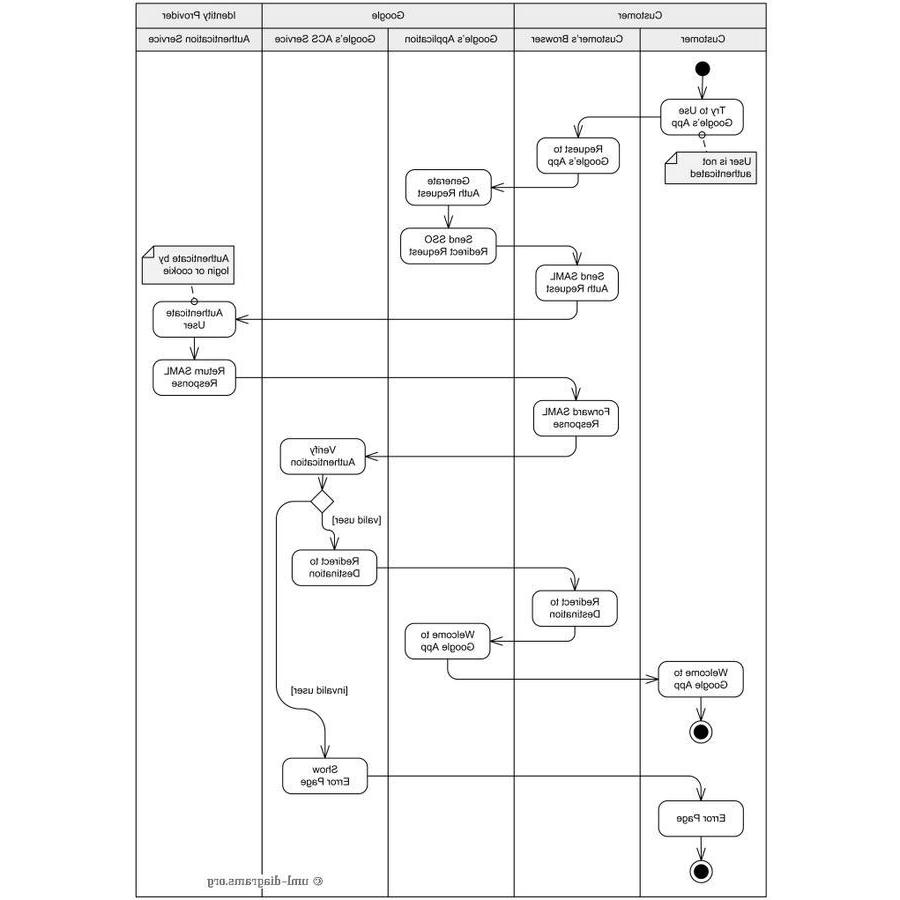 Customer
Google
Identity Provider
Customer
Customer's Browser
Google's Application
Google's ACS Service
Authentication Service
Try to Use
Google's App
User is not
authenticated
Request to
Google's App
Generate
Auth Request
Send SSO
Redirect Request
Send SAML
Auth Request
Authenticate by
login or cookie
Authenticate
User
Return SAML
Response
Forward SAML
Response
Verify
Authentication
[valid user]
Redirect to
Destination
Redirect to
Destination
Welcome to
Google App
Welcome to
Google App
[invalid user]
Show
Error Page
Error Page
© uml-diagrams.org